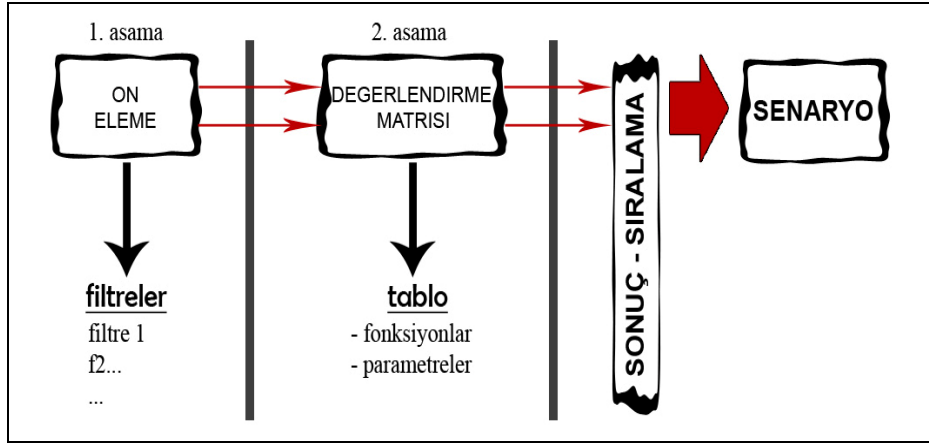 1. asama
2. asama
ON
ELEME
DEGERLENDIRME
MATRISI
SONUÇ - SIRALAMA
SENARYO
filtreler
filtre 1
f2...
...
tablo
- fonksiyonlar
- parametreler